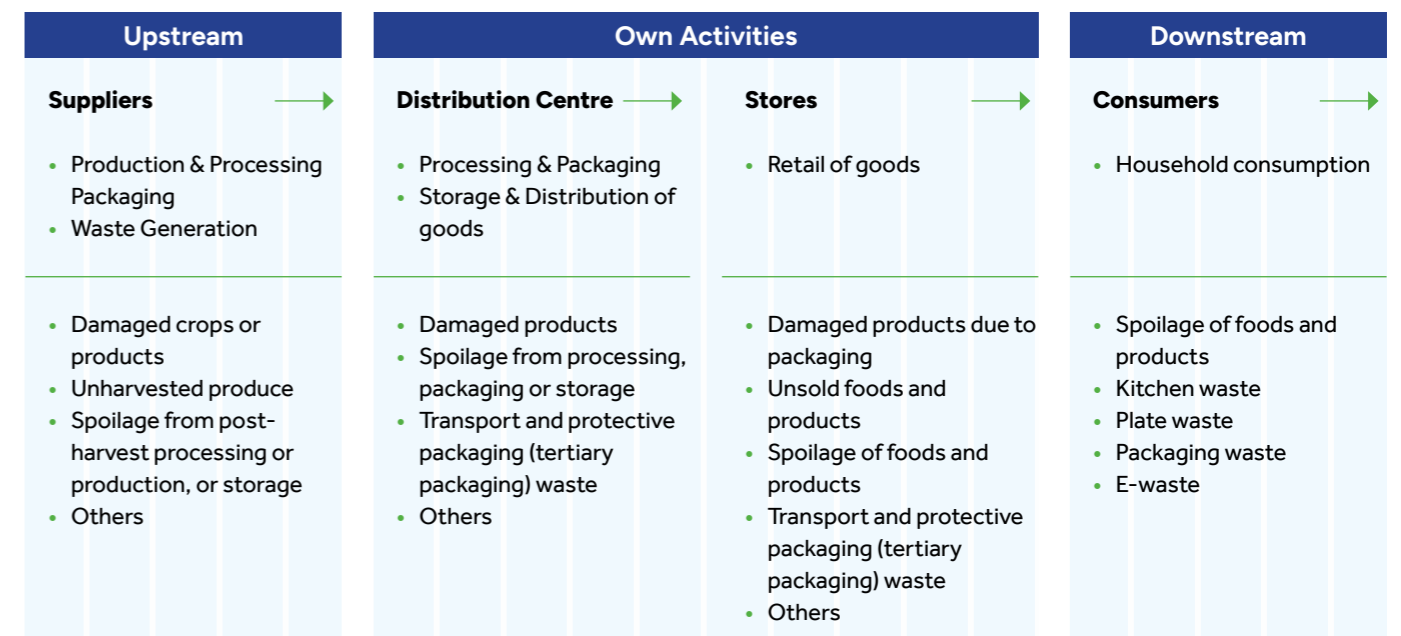 Upstream
Suppliers
Production & Processing
Packaging
Waste Generation
Damaged crops or
products
Unharvested produce
Spoilage from post-
harvest processing or
production, or storage
Others
Own Activities
Distribution Centre
Processing & Packaging
Storage & Distribution of
goods
Damaged products
Spoilage from processing,
packaging or storage
Transport and protective
packaging (tertiary
packaging) waste
Others
Stores
Retail of goods
Damaged products due to
packaging
Unsold foods and
products
Spoilage of foods and
products
Transport and protective
packaging (tertiary
packaging) waste
Others
Downstream
Consumers
Household consumption
Spoilage of foods and
products
Kitchen waste
Plate waste
Packaging waste
E-waste